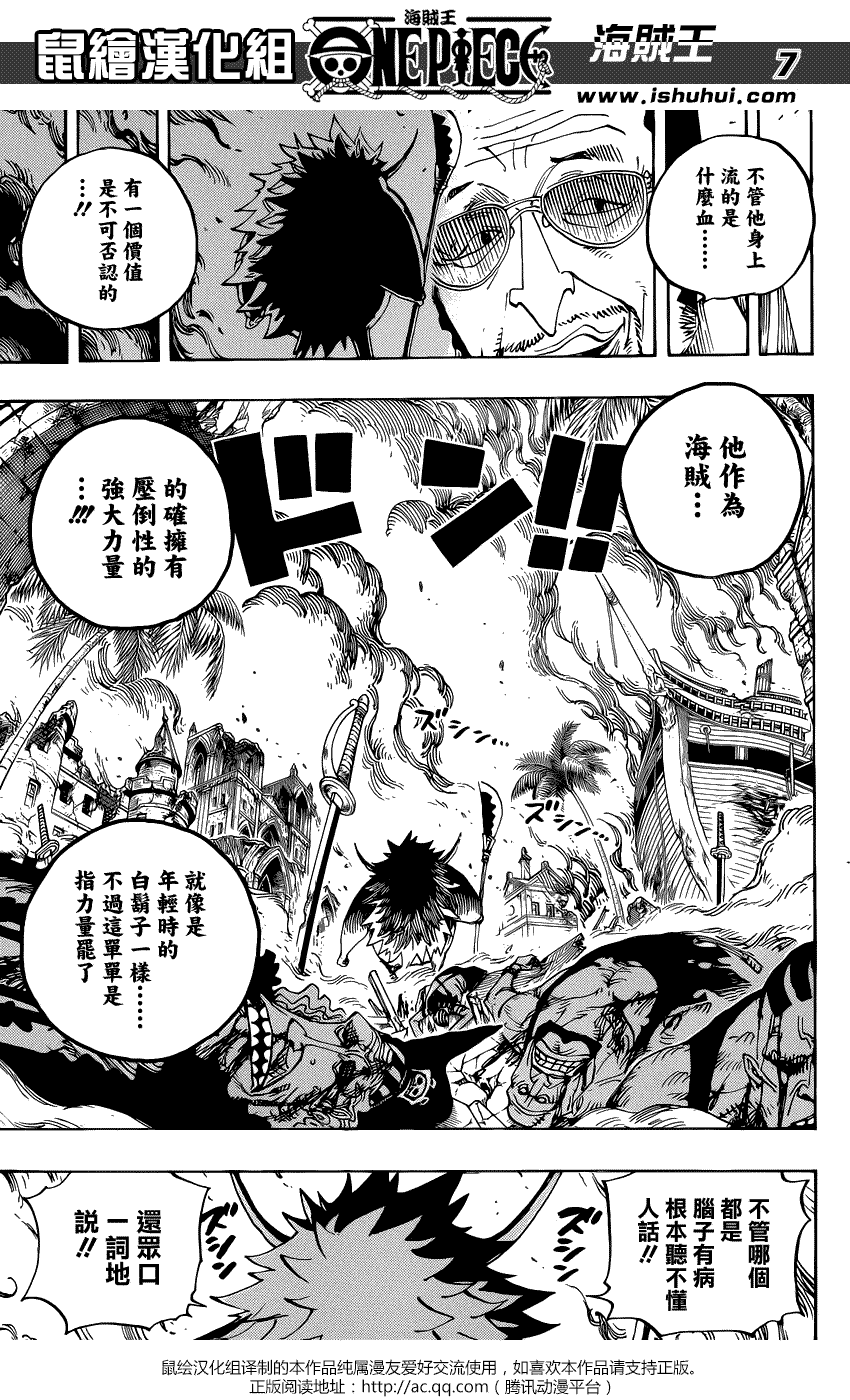 鼠繪漢化組
海賊王
ONE PIECE
海賊王
7
www.ishuhui.com
不管他身上
流的是
什麼血……
有一個價值
是不可否認的
…!!
他作為
海賊…
ドン!!
的確擁有
壓倒性的
強大力量
…!!!
ズシン…
ズシン…
就像是
年輕時的
白鬍子一樣……
不過這單單是
指力量罷了
不管哪個
都是
腦子有病
根本聽不懂
人話!!
還眾口
一詞地
説!!
鼠绘汉化组译制的本作品纯属漫友爱好交流使用，如喜欢本作品请支持正版。
正版阅读地址：http://ac.qq.com（腾讯动漫平台）